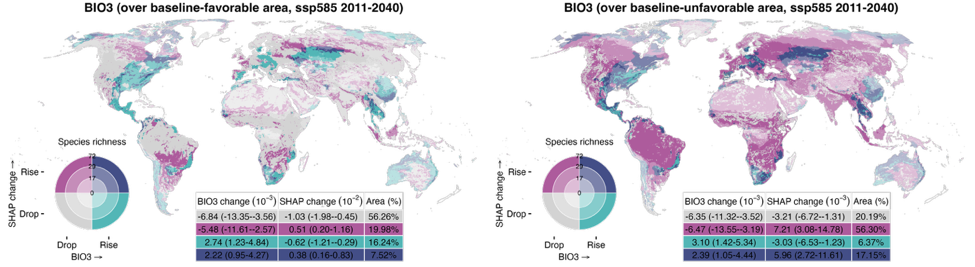 BIO3 (over baseline-favorable area, ssp585 2011-2040)
Species richness
29
17
0
SHAP change →
Rise
Drop
Drop
Rise
BIO3 →
BIO3 change (10⁻³) SHAP change (10⁻²) Area (%)
-6.84 (-13.35--3.56) -1.03 (-1.98--0.45) 56.26%
-5.48 (-11.61--2.57) 0.51 (0.20-1.16) 19.98%
2.74 (1.23-4.84) -0.62 (-1.21--0.29) 16.24%
2.22 (0.95-4.27) 0.38 (0.16-0.83) 7.52%
BIO3 (over baseline-unfavorable area, ssp585 2011-2040)
Species richness
29
17
0
SHAP change →
Rise
Drop
Drop
Rise
BIO3 →
BIO3 change (10⁻³) SHAP change (10⁻³) Area (%)
-6.35 (-11.32--3.52) -3.21 (-6.72--1.31) 20.19%
-6.47 (-13.55--3.19) 7.21 (3.08-14.78) 56.30%
3.10 (1.42-5.34) -3.03 (-6.53--1.23) 6.37%
2.39 (1.05-4.44) 5.96 (2.72-11.61) 17.15%